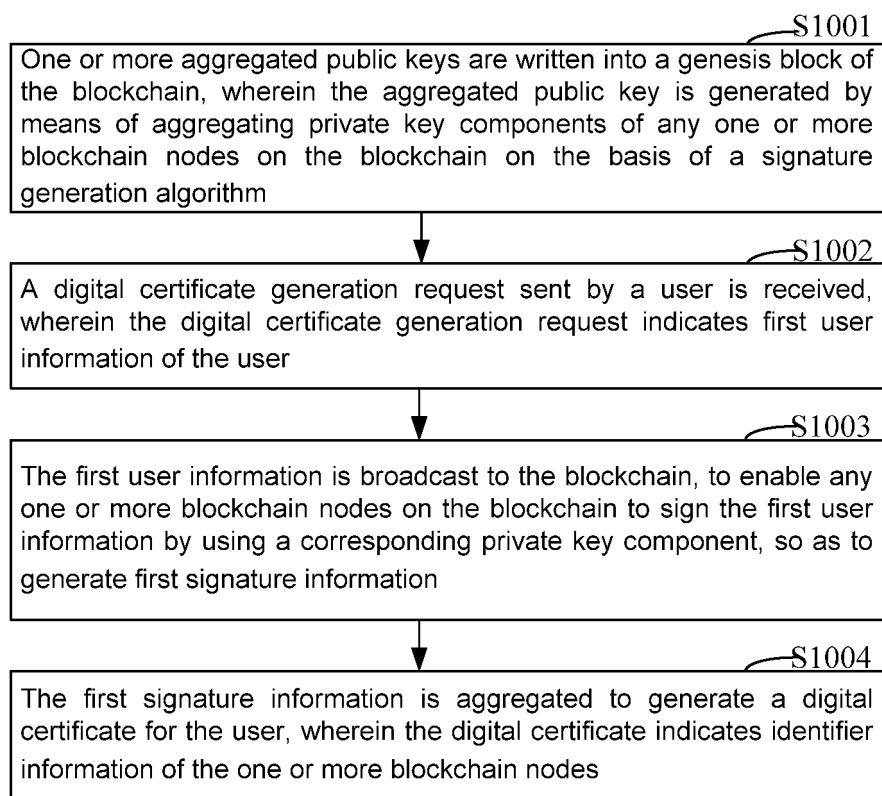 S1001
One or more aggregated public keys are written into a genesis block of
the blockchain, wherein the aggregated public key is generated by
means of aggregating private key components of any one or more
blockchain nodes on the blockchain on the basis of a signature
generation algorithm
S1002
A digital certificate generation request sent by a user is received,
wherein the digital certificate generation request indicates first user
information of the user
S1003
The first user information is broadcast to the blockchain, to enable any
one or more blockchain nodes on the blockchain to sign the first user
information by using a corresponding private key component, so as to
generate first signature information
S1004
The first signature information is aggregated to generate a digital
certificate for the user, wherein the digital certificate indicates identifier
information of the one or more blockchain nodes